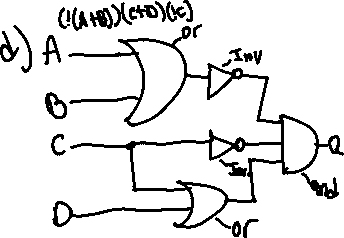 (!(A+B))(C+D)(!C)
or
d) A
Inv
B
C
Q
Inv
and
D
or